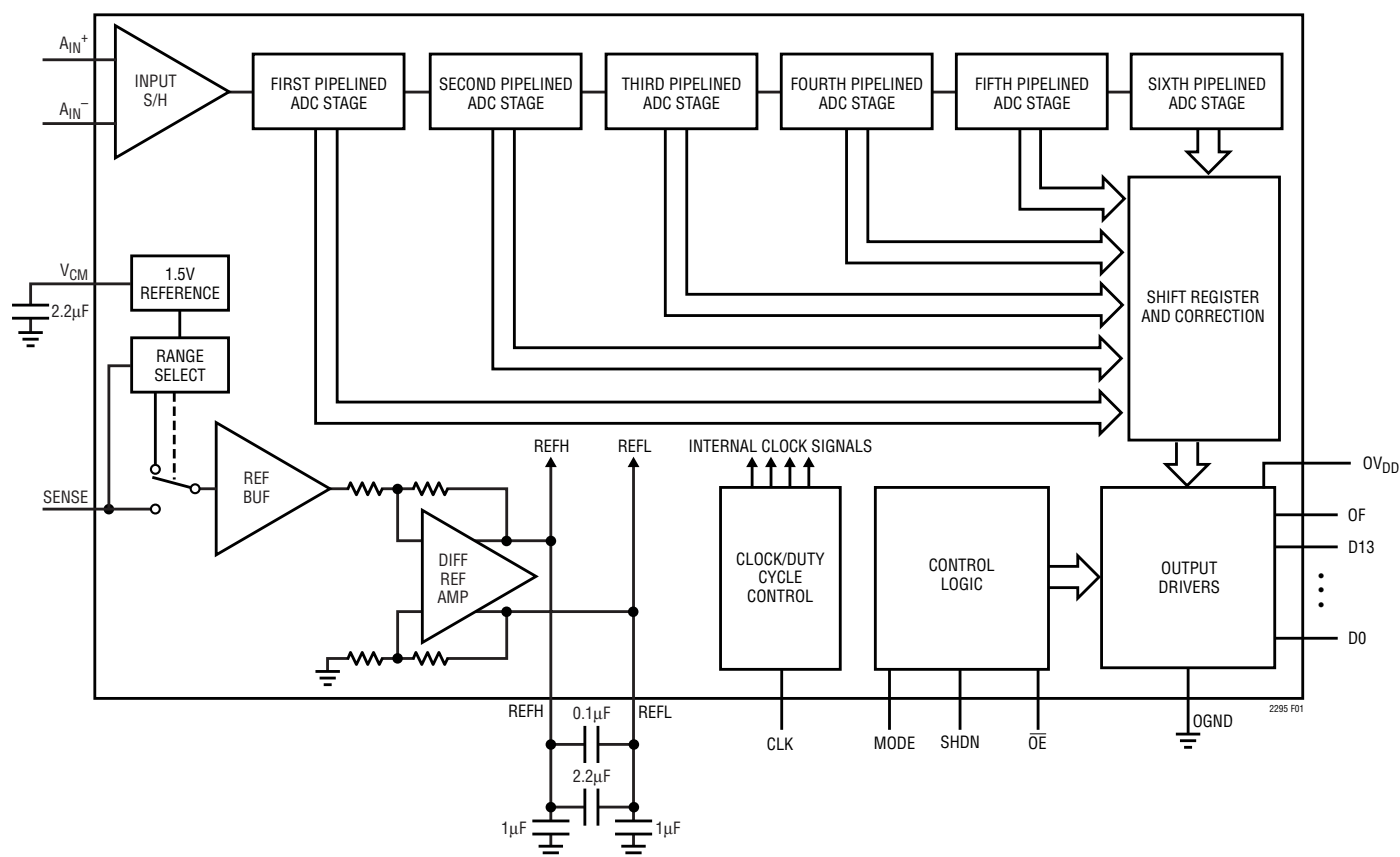 AIN+
AIN−
INPUT
S/H
FIRST PIPELINED
ADC STAGE
SECOND PIPELINED
ADC STAGE
THIRD PIPELINED
ADC STAGE
FOURTH PIPELINED
ADC STAGE
FIFTH PIPELINED
ADC STAGE
SIXTH PIPELINED
ADC STAGE
VCM
2.2µF
1.5V
REFERENCE
RANGE
SELECT
SHIFT REGISTER
AND CORRECTION
SENSE
REF
BUF
DIFF
REF
AMP
REFH
REFL
INTERNAL CLOCK SIGNALS
CLOCK/DUTY
CYCLE
CONTROL
CONTROL
LOGIC
OUTPUT
DRIVERS
OVDD
OF
D13
•
•
•
D0
REFH
0.1µF
REFL
2.2µF
1µF
1µF
CLK
MODE
SHDN
O̅E̅
OGND
2295 F01